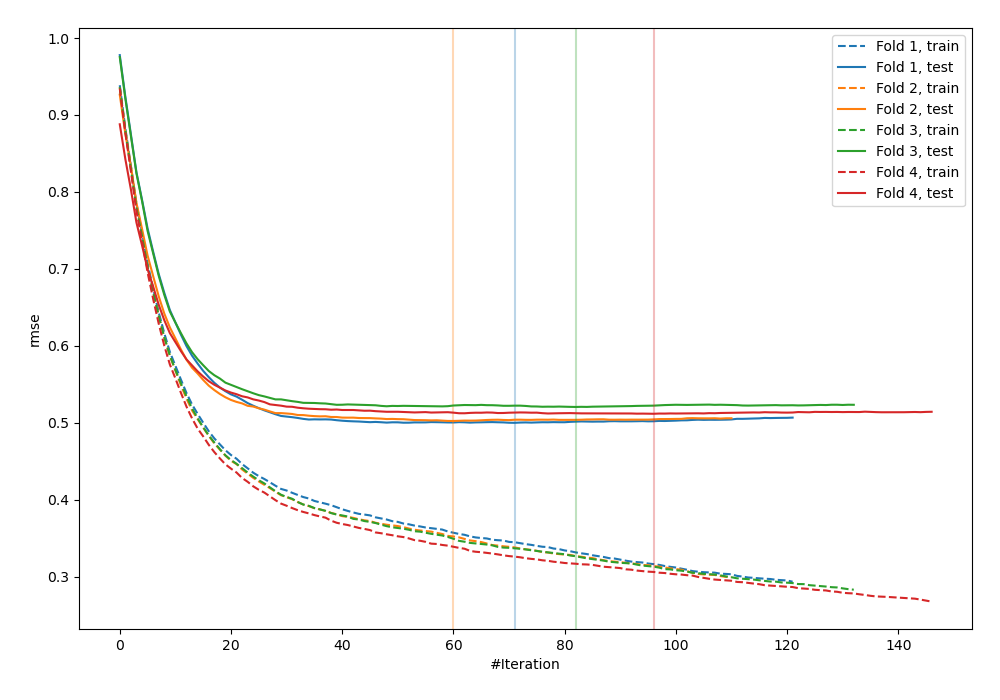 1.0
0.9
0.8
0.7
0.6
0.5
0.4
0.3
rmse
0
20
40
60
80
100
120
140
#Iteration
Fold 1, train
Fold 1, test
Fold 2, train
Fold 2, test
Fold 3, train
Fold 3, test
Fold 4, train
Fold 4, test